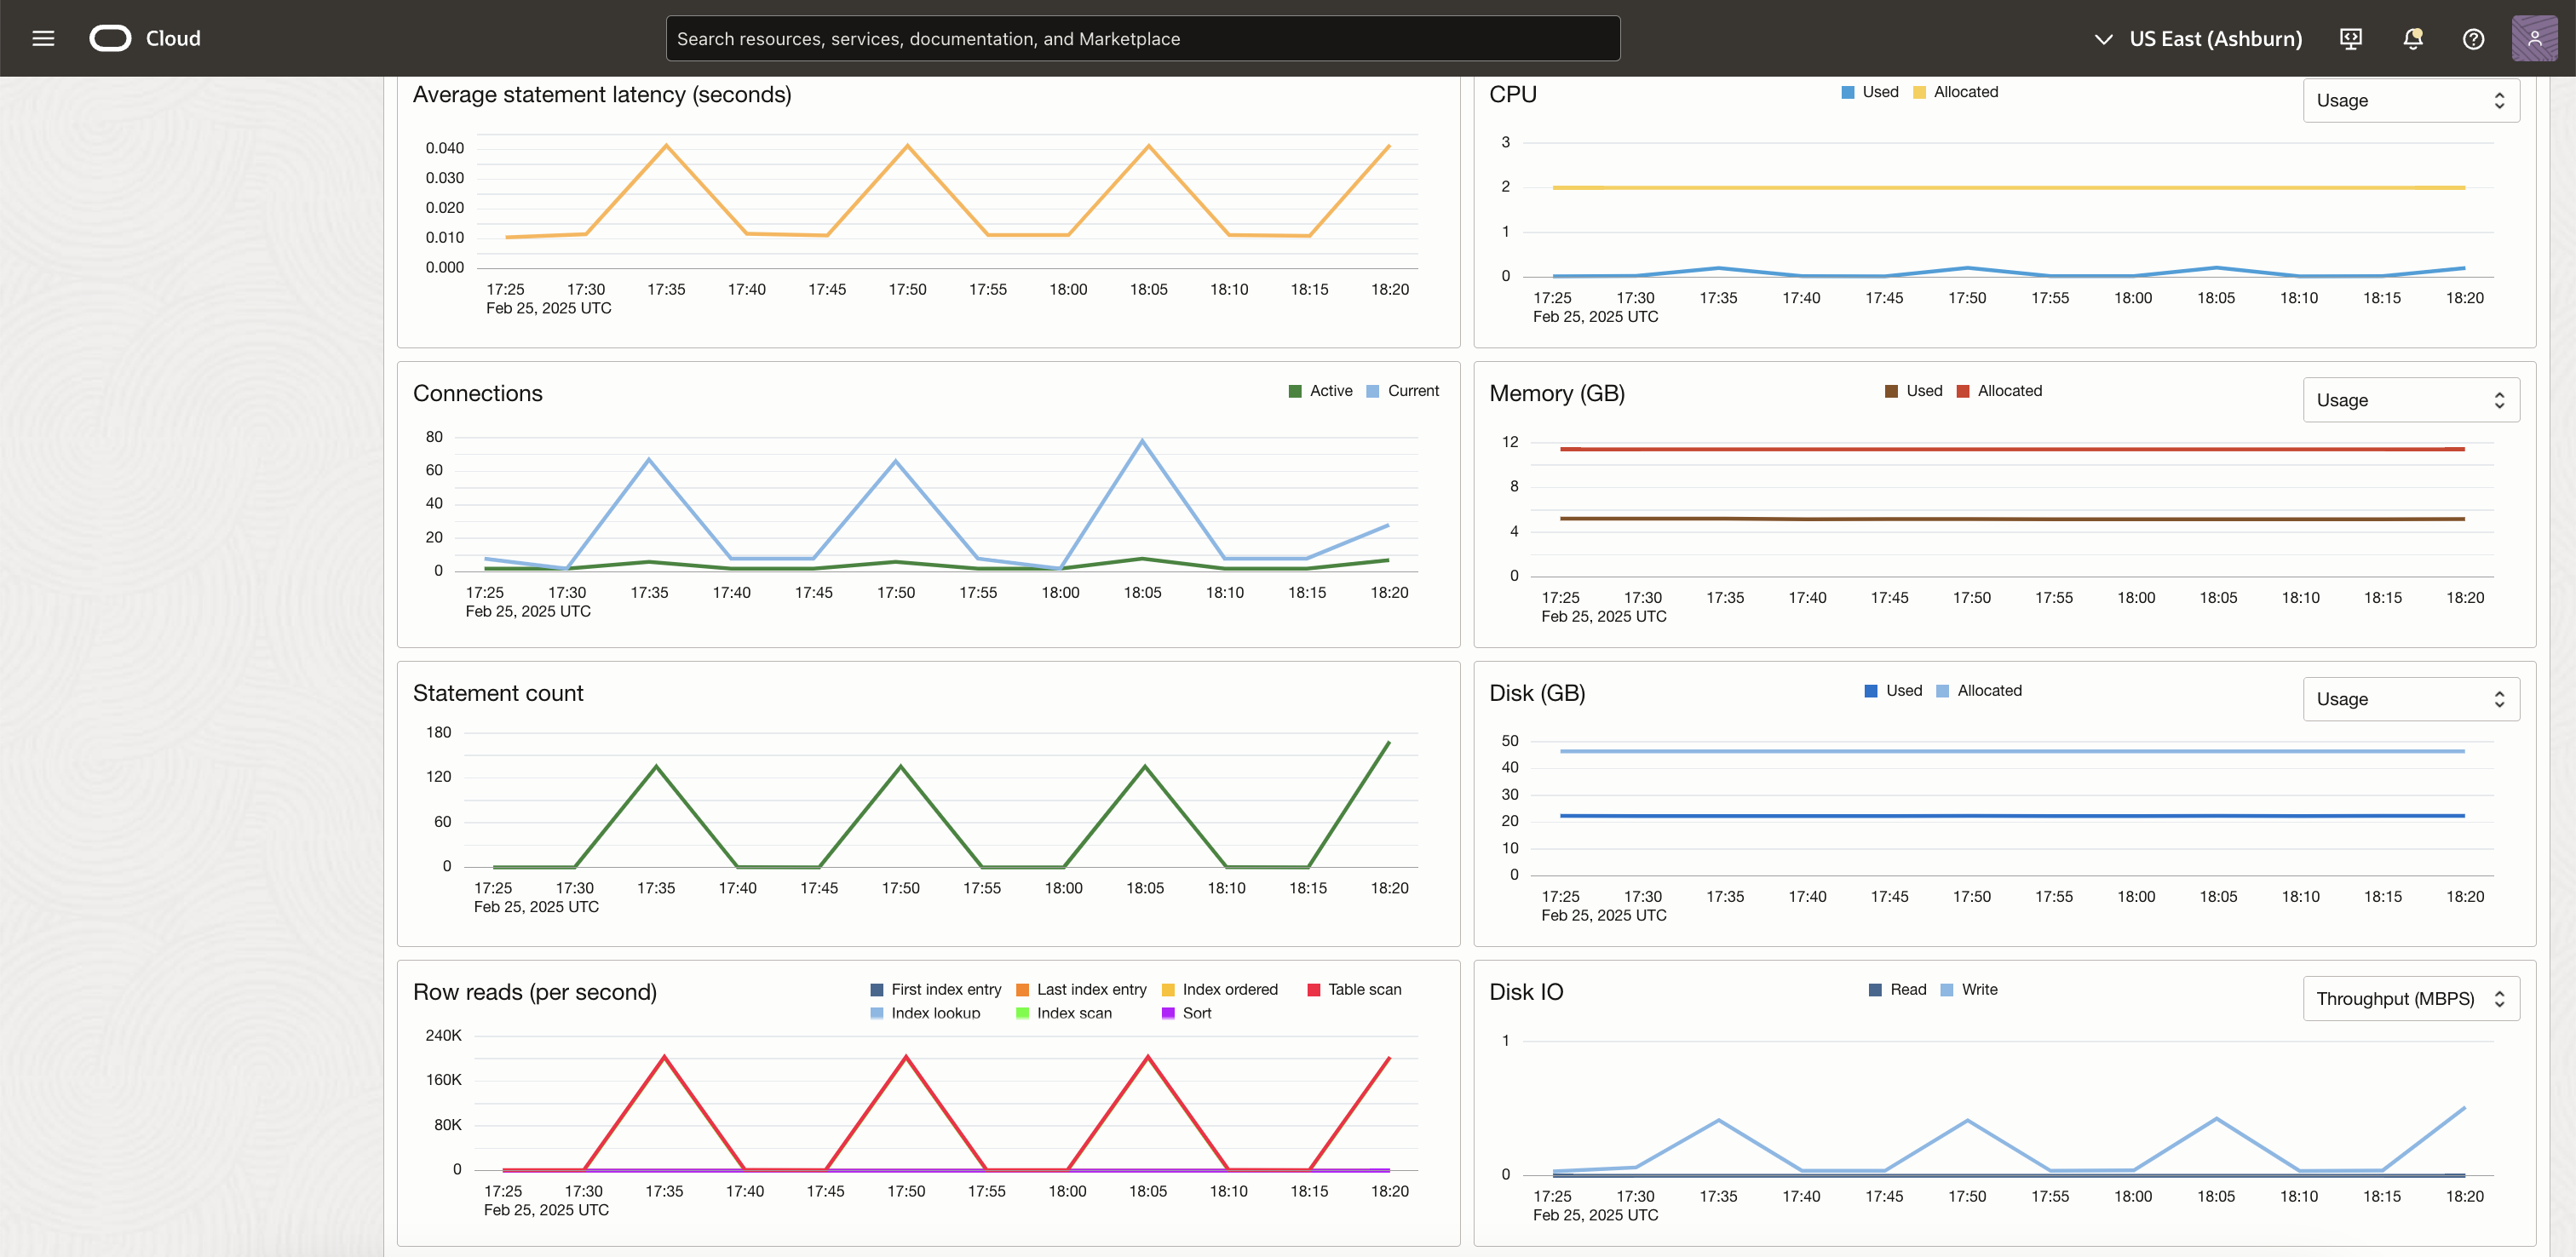 Cloud
Search resources, services, documentation, and Marketplace
US East (Ashburn)
Average statement latency (seconds)
0.040
0.030
0.020
0.010
0.000
17:25 17:30 17:35 17:40 17:45 17:50 17:55 18:00 18:05 18:10 18:15 18:20
Feb 25, 2025 UTC
CPU
Used Allocated
Usage
3
2
1
0
17:25 17:30 17:35 17:40 17:45 17:50 17:55 18:00 18:05 18:10 18:15 18:20
Feb 25, 2025 UTC
Connections
Active Current
80
60
40
20
0
17:25 17:30 17:35 17:40 17:45 17:50 17:55 18:00 18:05 18:10 18:15 18:20
Feb 25, 2025 UTC
Memory (GB)
Used Allocated
Usage
12
8
4
0
17:25 17:30 17:35 17:40 17:45 17:50 17:55 18:00 18:05 18:10 18:15 18:20
Feb 25, 2025 UTC
Statement count
180
120
60
0
17:25 17:30 17:35 17:40 17:45 17:50 17:55 18:00 18:05 18:10 18:15 18:20
Feb 25, 2025 UTC
Disk (GB)
Used Allocated
Usage
50
40
30
20
10
0
17:25 17:30 17:35 17:40 17:45 17:50 17:55 18:00 18:05 18:10 18:15 18:20
Feb 25, 2025 UTC
Row reads (per second)
First index entry Last index entry Index ordered Table scan
Index lookup Index scan Sort
240K
160K
80K
0
17:25 17:30 17:35 17:40 17:45 17:50 17:55 18:00 18:05 18:10 18:15 18:20
Feb 25, 2025 UTC
Disk IO
Read Write
Throughput (MBPS)
1
0
17:25 17:30 17:35 17:40 17:45 17:50 17:55 18:00 18:05 18:10 18:15 18:20
Feb 25, 2025 UTC